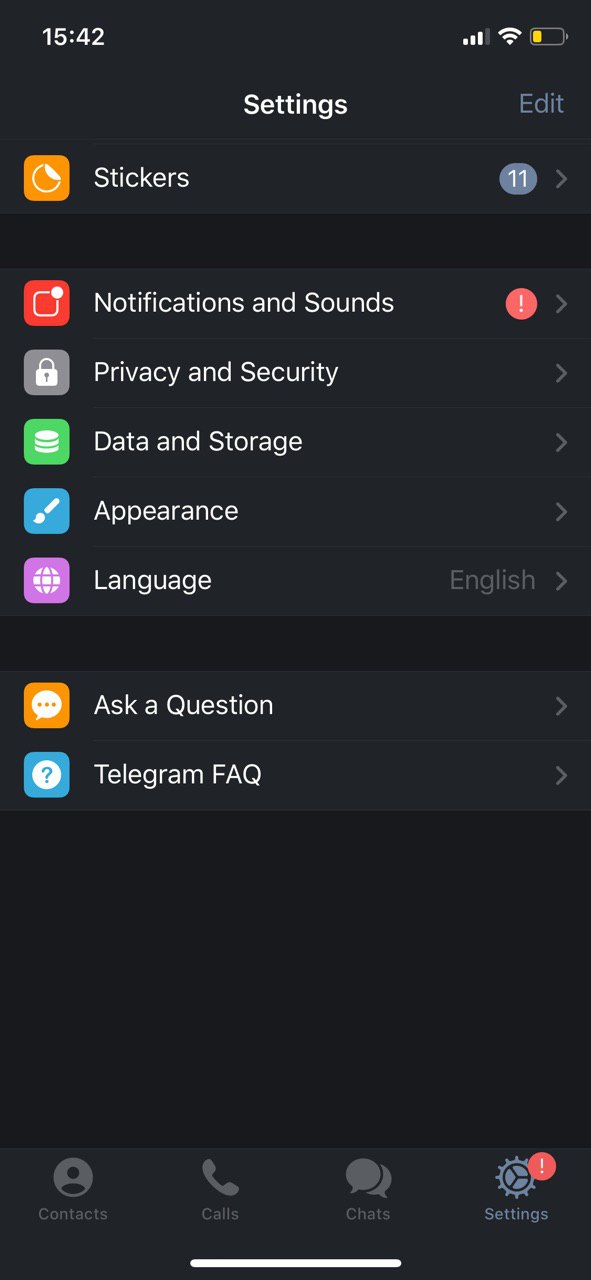 15:42
Settings
Edit
Stickers
11
Notifications and Sounds
!
Privacy and Security
Data and Storage
Appearance
Language
English
Ask a Question
?
Telegram FAQ
!
Contacts
Calls
Chats
Settings